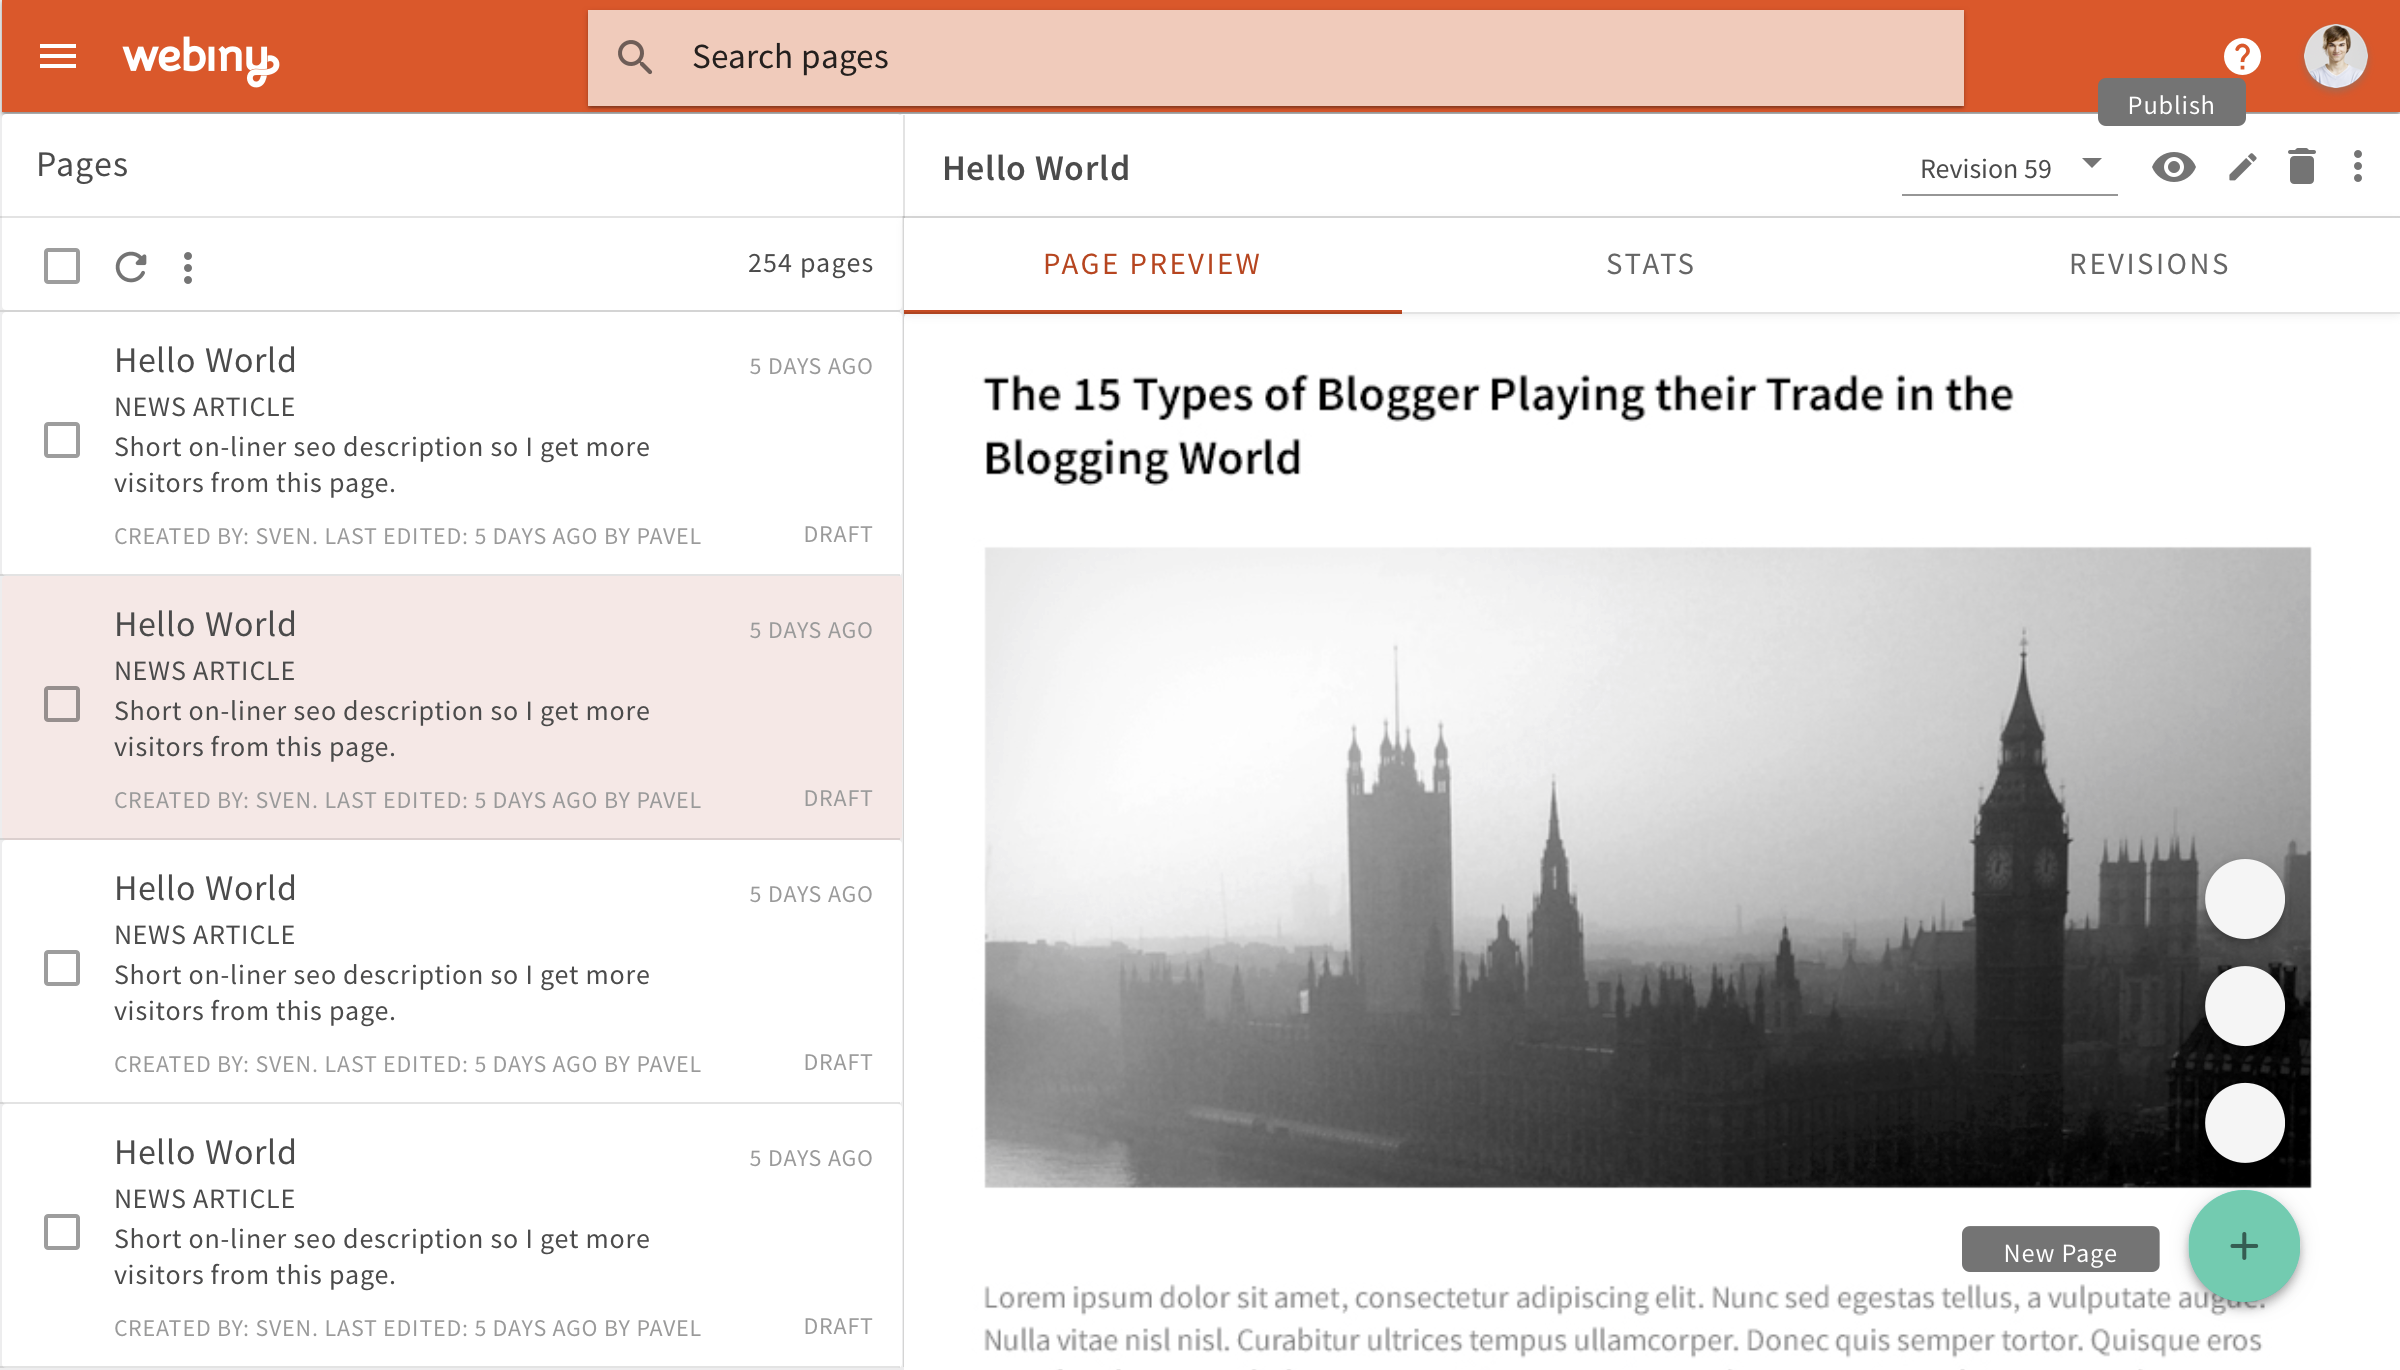 webiny
Search pages
?
Publish
Pages
Hello World
Revision 59
254 pages
PAGE PREVIEW
STATS
REVISIONS
Hello World
5 DAYS AGO
NEWS ARTICLE
Short on-liner seo description so I get more
visitors from this page.
CREATED BY: SVEN. LAST EDITED: 5 DAYS AGO BY PAVEL
DRAFT
Hello World
5 DAYS AGO
NEWS ARTICLE
Short on-liner seo description so I get more
visitors from this page.
CREATED BY: SVEN. LAST EDITED: 5 DAYS AGO BY PAVEL
DRAFT
Hello World
5 DAYS AGO
NEWS ARTICLE
Short on-liner seo description so I get more
visitors from this page.
CREATED BY: SVEN. LAST EDITED: 5 DAYS AGO BY PAVEL
DRAFT
Hello World
5 DAYS AGO
NEWS ARTICLE
Short on-liner seo description so I get more
visitors from this page.
CREATED BY: SVEN. LAST EDITED: 5 DAYS AGO BY PAVEL
DRAFT
The 15 Types of Blogger Playing their Trade in the
Blogging World
New Page
Lorem ipsum dolor sit amet, consectetur adipiscing elit. Nunc sed egestas tellus, a vulputate augue.
Nulla vitae nisl nisl. Curabitur ultrices tempus ullamcorper. Donec quis semper tortor. Quisque eros